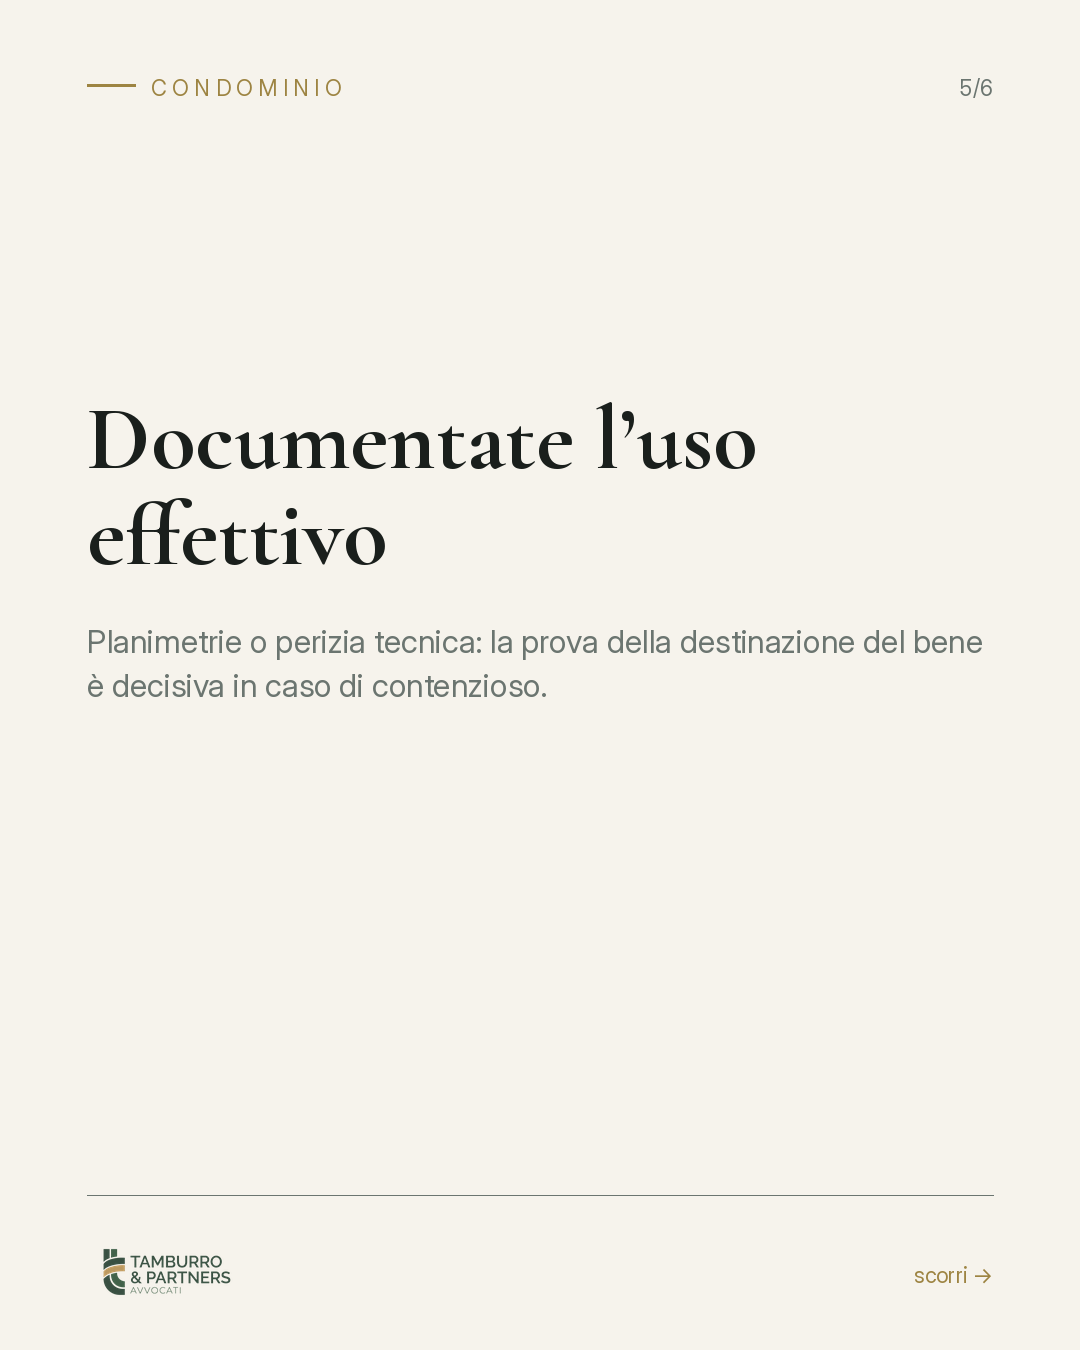 CONDOMINIO
5/6
Documentate l’uso
effettivo
Planimetrie o perizia tecnica: la prova della destinazione del bene
è decisiva in caso di contenzioso.
TAMBURRO
& PARTNERS
AVVOCATI
scorri →